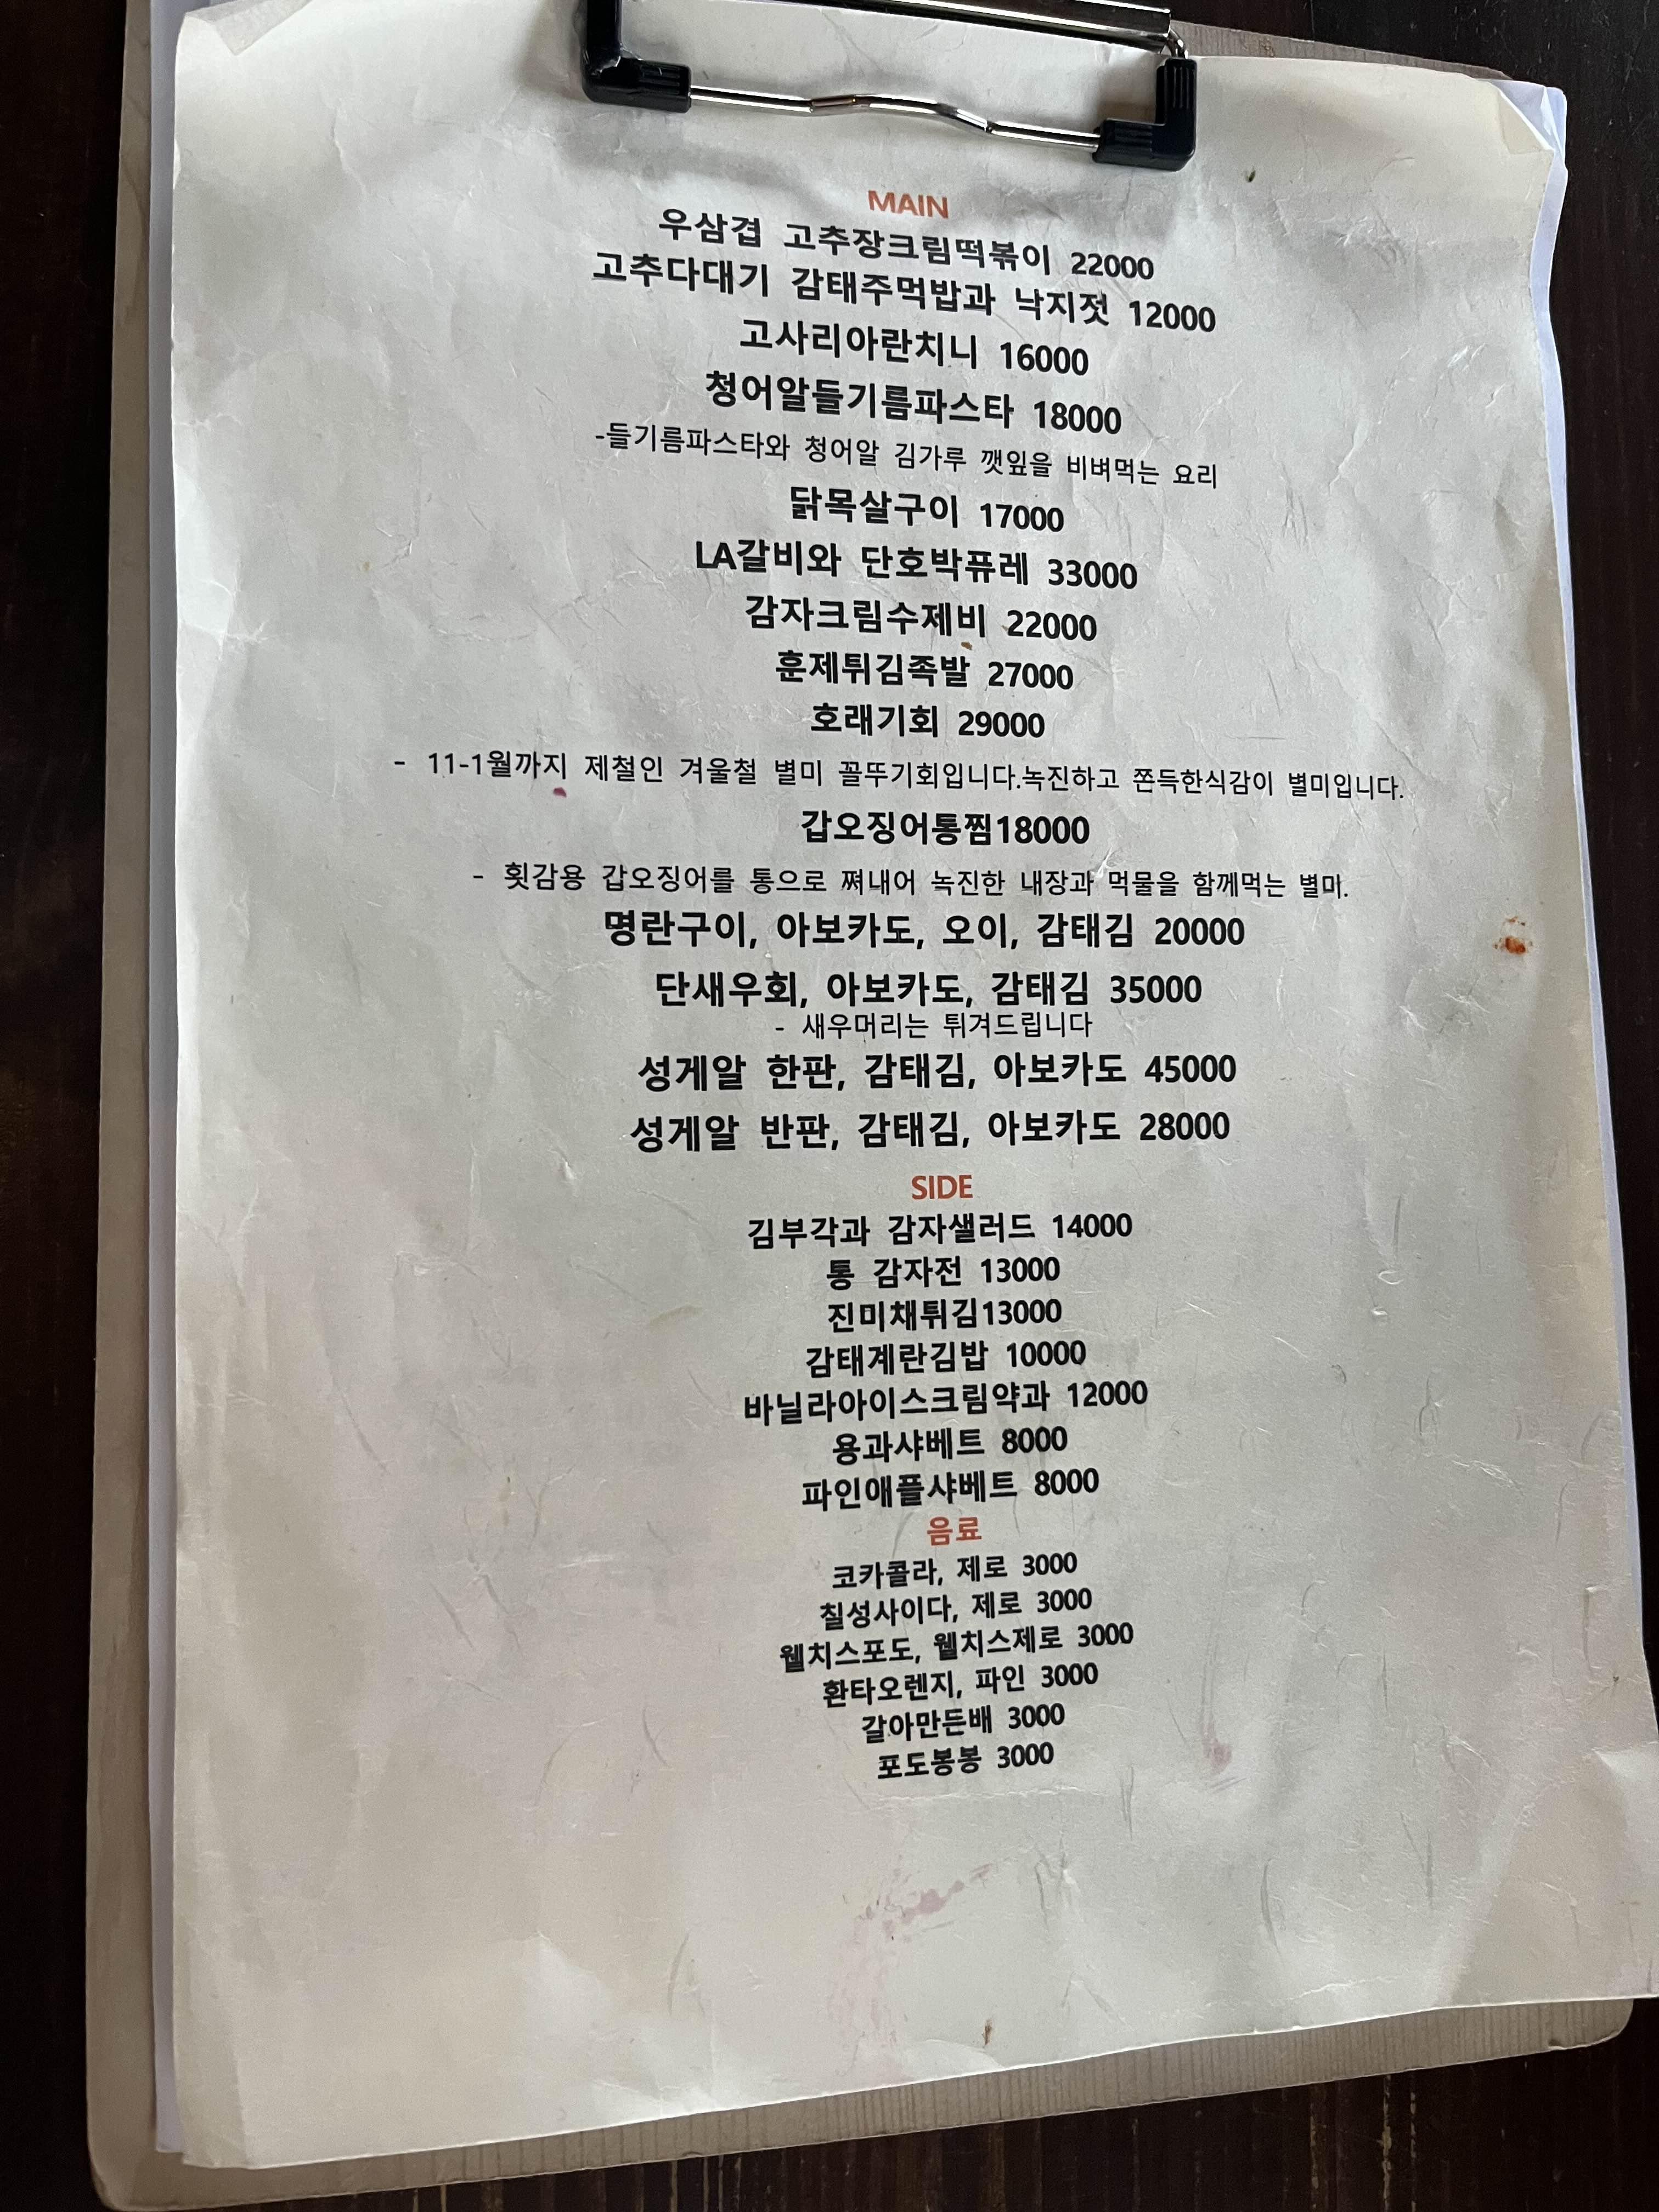 MAIN
우삼겹 고추장크림떡볶이 22000
고추다대기 감태주먹밥과 낙지젓 12000
고사리아란치니 16000
청어알들기름파스타 18000
-들기름파스타와 청어알 김가루 깻잎을 비벼먹는 요리
닭목살구이 17000
LA갈비와 단호박퓨레 33000
감자크림수제비 22000
훈제튀김족발 27000
호래기회 29000
- 11-1월까지 제철인 겨울철 별미 꼴뚜기회입니다.녹진하고 쫀득한식감이 별미입니다.
갑오징어통찜18000
- 횟감용 갑오징어를 통으로 쪄내어 녹진한 내장과 먹물을 함께먹는 별마.
명란구이, 아보카도, 오이, 감태김 20000
단새우회, 아보카도, 감태김 35000
- 새우머리는 튀겨드립니다
성게알 한판, 감태김, 아보카도 45000
성게알 반판, 감태김, 아보카도 28000
SIDE
김부각과 감자샐러드 14000
통 감자전 13000
진미채튀김13000
감태계란김밥 10000
바닐라아이스크림약과 12000
용과샤베트 8000
파인애플샤베트 8000
음료
코카콜라, 제로 3000
칠성사이다, 제로 3000
웰치스포도, 웰치스제로 3000
환타오렌지, 파인 3000
갈아만든배 3000
포도봉봉 3000